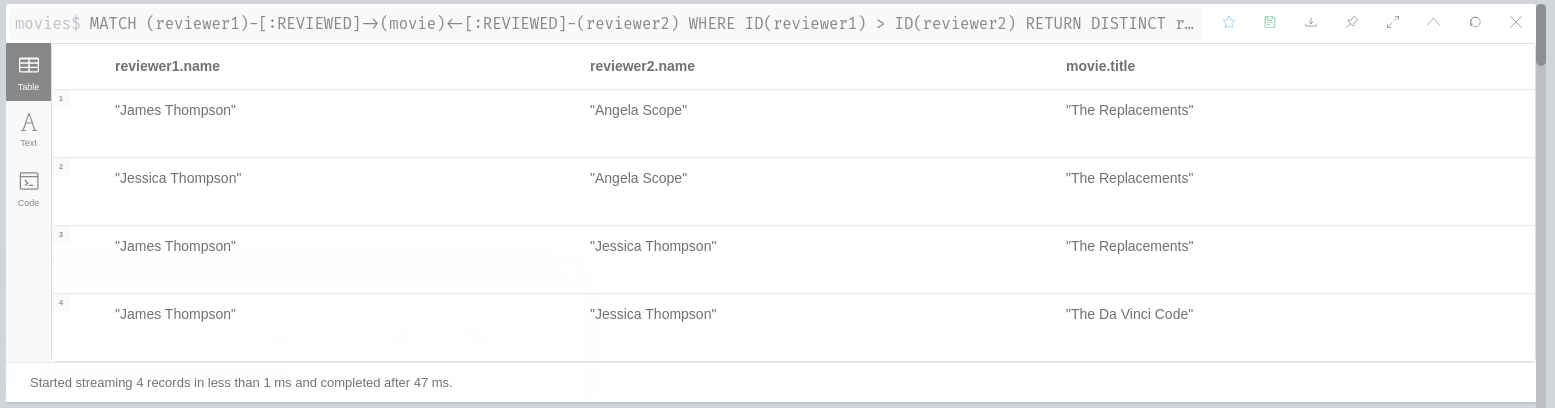 movies$ MATCH (reviewer1)-[:REVIEWED]->(movie)<-[:REVIEWED]-(reviewer2) WHERE ID(reviewer1) > ID(reviewer2) RETURN DISTINCT r…
Table
Text
Code
reviewer1.name reviewer2.name movie.title
1 "James Thompson" "Angela Scope" "The Replacements"
2 "Jessica Thompson" "Angela Scope" "The Replacements"
3 "James Thompson" "Jessica Thompson" "The Replacements"
4 "James Thompson" "Jessica Thompson" "The Da Vinci Code"
Started streaming 4 records in less than 1 ms and completed after 47 ms.